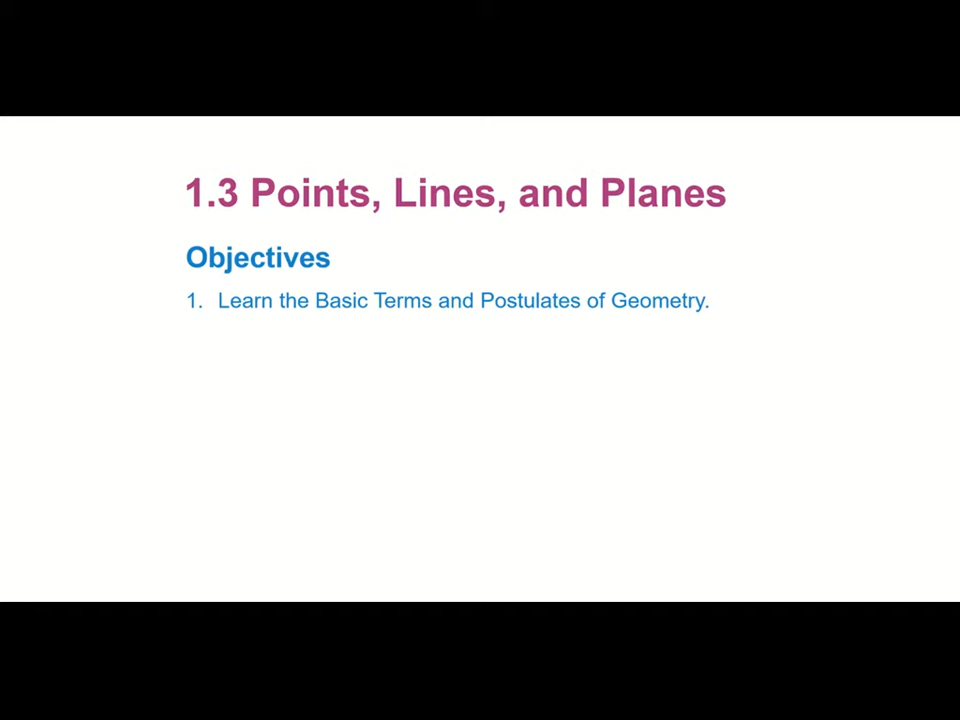 1.3 Points, Lines, and Planes
Objectives
1. Learn the Basic Terms and Postulates of Geometry.